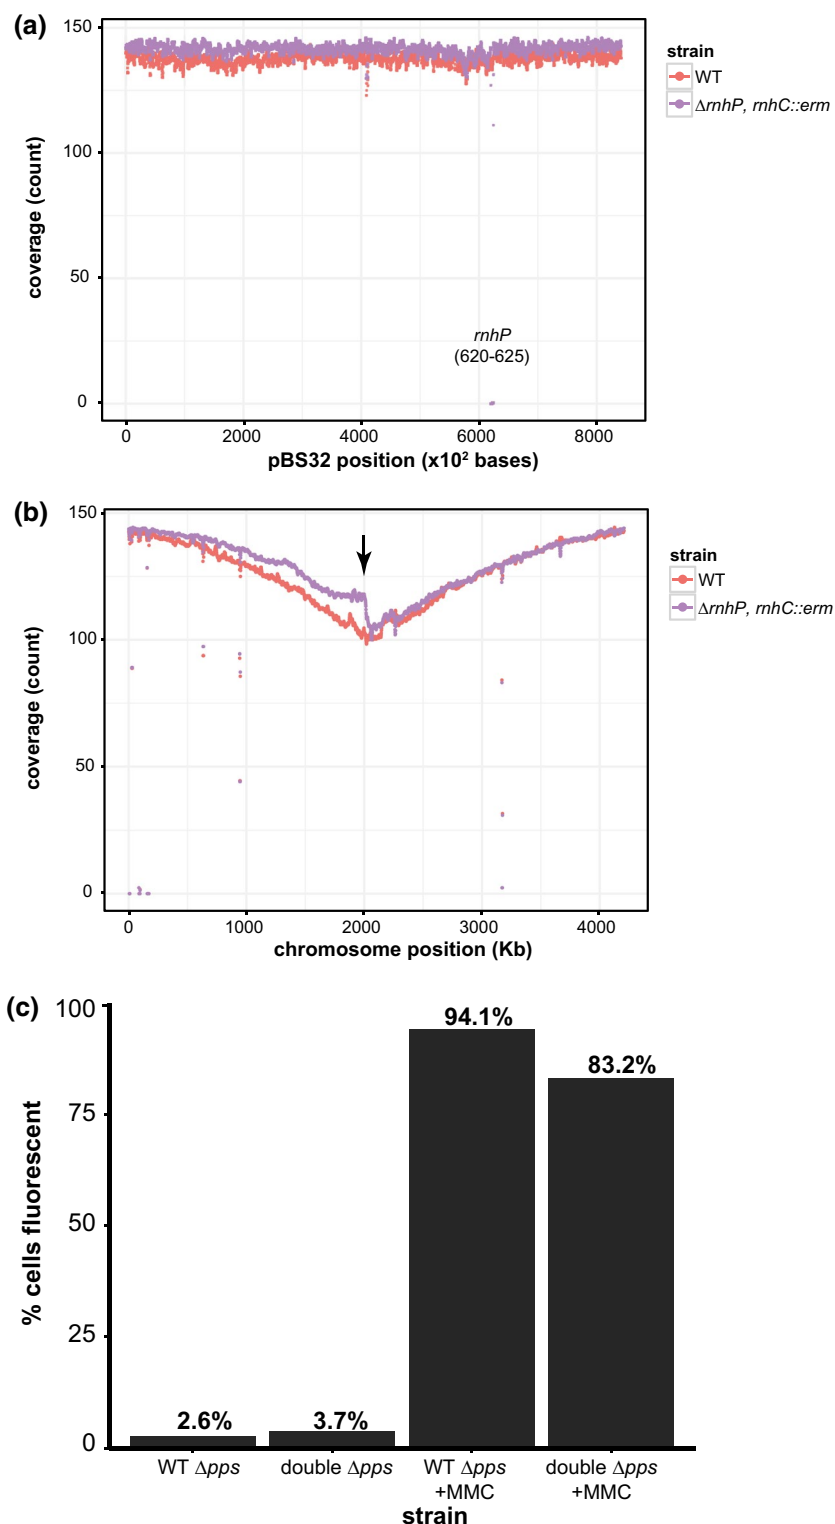 (a)
150
100
50
0
coverage (count)
rnhP
(620-625)
0 2000 4000 6000 8000
pBS32 position (x10² bases)
strain
WT
ΔrnhP, rnhC::erm
(b)
150
100
50
0
coverage (count)
0 1000 2000 3000 4000
chromosome position (Kb)
strain
WT
ΔrnhP, rnhC::erm
(c)
100
75
50
25
0
% cells fluorescent
2.6% 3.7% 94.1% 83.2%
WT Δpps double Δpps WT Δpps double Δpps
+MMC +MMC
strain